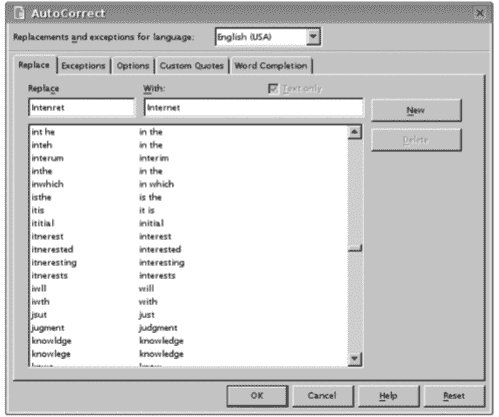 AutoCorrect
Replacements and exceptions for language: English (USA)
Replace Exceptions Options Custom Quotes Word Completion
Replace With: Text only
Intenret Internet New
Delete
int he in the
inteh in the
interum interim
inthe in the
inwhich in which
isthe is the
itis it is
ititial initial
itnerest interest
itnerested interested
itneresting interesting
itnerests interests
iwll will
iwth with
jsut just
jugment judgment
knowldge knowledge
knowlege knowledge
OK Cancel Help Reset